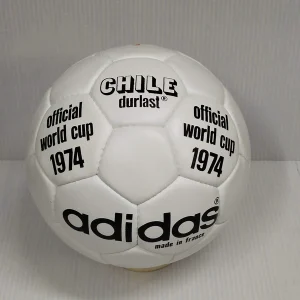 CHILE
durlast®
official
world cup
1974
official
world cup
1974
adidas®
made in france